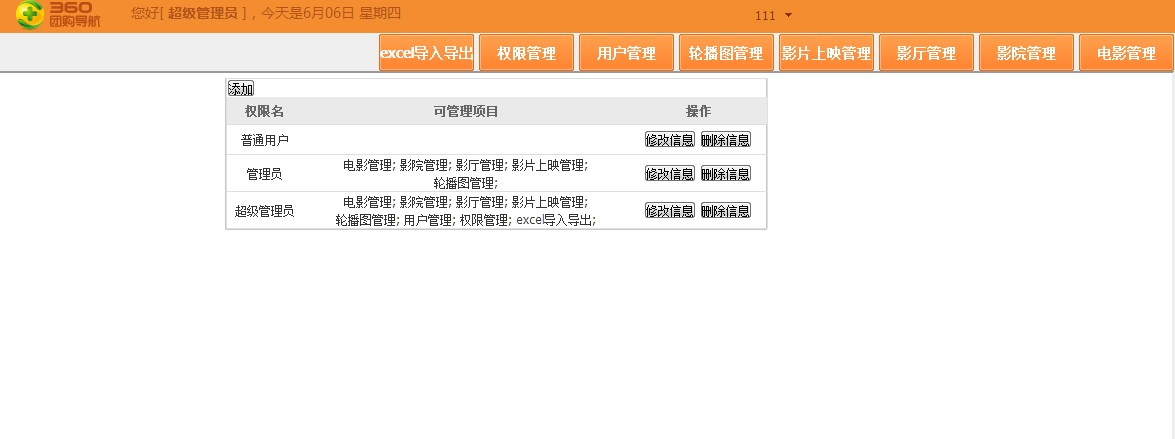 360
团购导航
您好[ 超级管理员 ]，今天是6月06日 星期四
111
excel导入导出 权限管理 用户管理 轮播图管理 影片上映管理 影厅管理 影院管理 电影管理
添加
权限名 可管理项目 操作
普通用户 修改信息 删除信息
管理员 电影管理; 影院管理; 影厅管理; 影片上映管理;
轮播图管理; 修改信息 删除信息
超级管理员 电影管理; 影院管理; 影厅管理; 影片上映管理;
轮播图管理; 用户管理; 权限管理; excel导入导出; 修改信息 删除信息